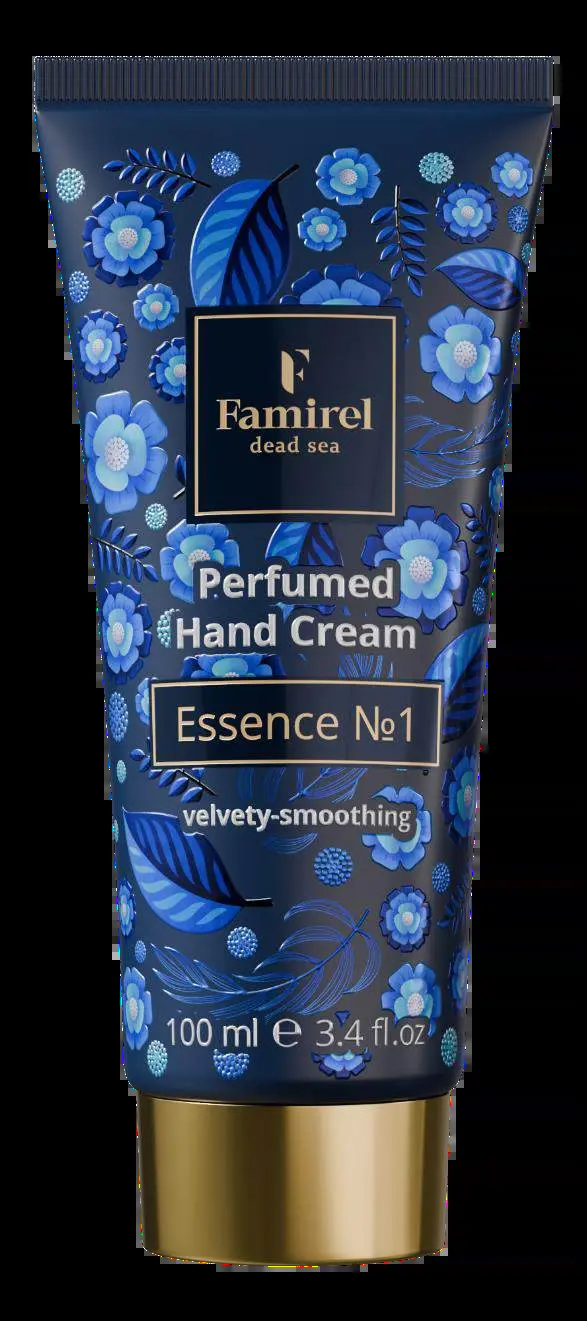 F
Famirel
dead sea
Perfumed
Hand Cream
Essence №1
velvety-smoothing
100 ml ℮ 3.4 fl.oz